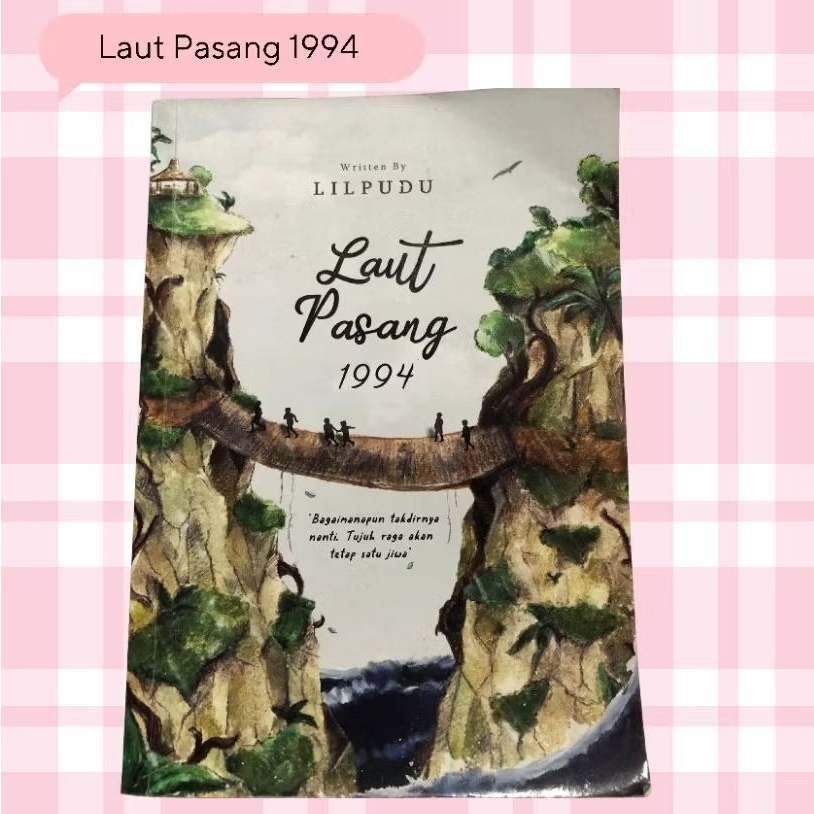 Laut Pasang 1994
Written By
LILPUDU
Laut
Pasang
1994
"Bagaimanapun takdirnya
nanti. Tujuh raga akan
tetap satu jiwa"